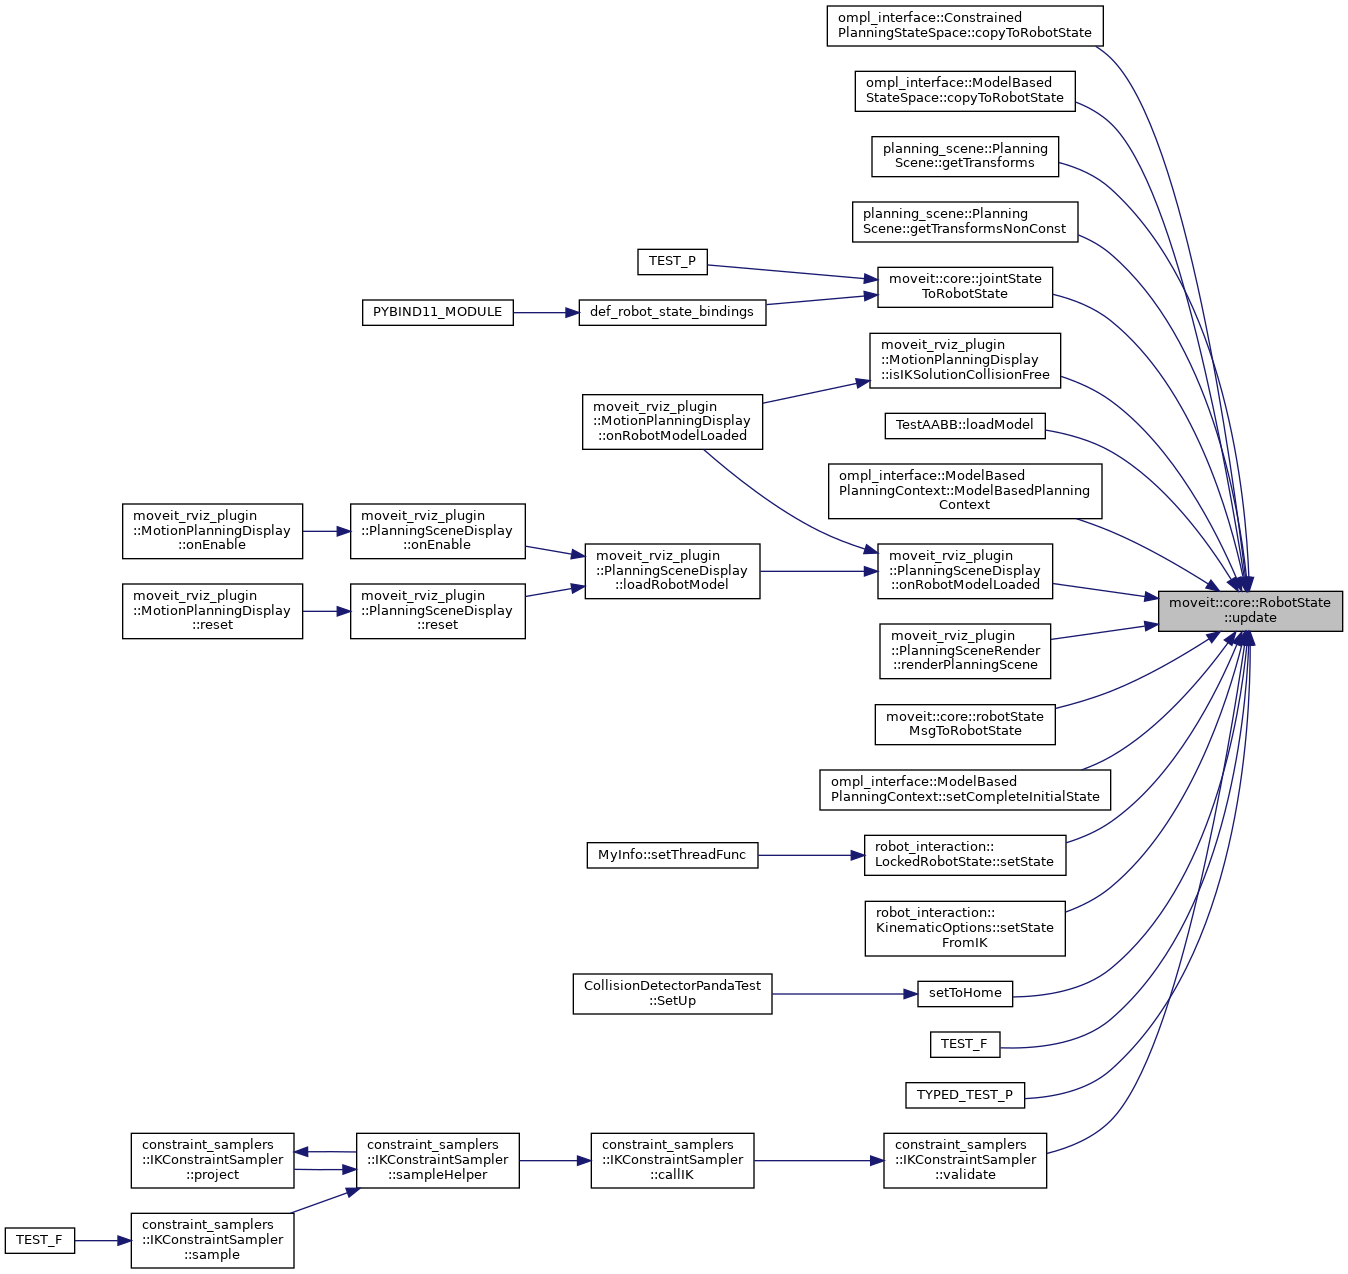 ompl_interface::Constrained
PlanningStateSpace::copyToRobotState
ompl_interface::ModelBased
StateSpace::copyToRobotState
planning_scene::Planning
Scene::getTransforms
planning_scene::Planning
Scene::getTransformsNonConst
TEST_P
moveit::core::jointState
ToRobotState
PYBIND11_MODULE
def_robot_state_bindings
moveit_rviz_plugin
::MotionPlanningDisplay
::isIKSolutionCollisionFree
moveit_rviz_plugin
::MotionPlanningDisplay
::onRobotModelLoaded
TestAABB::loadModel
ompl_interface::ModelBased
PlanningContext::ModelBasedPlanning
Context
moveit_rviz_plugin
::MotionPlanningDisplay
::onEnable
moveit_rviz_plugin
::PlanningSceneDisplay
::onEnable
moveit_rviz_plugin
::PlanningSceneDisplay
::loadRobotModel
moveit_rviz_plugin
::PlanningSceneDisplay
::onRobotModelLoaded
moveit_rviz_plugin
::MotionPlanningDisplay
::reset
moveit_rviz_plugin
::PlanningSceneDisplay
::reset
moveit::core::RobotState
::update
moveit_rviz_plugin
::PlanningSceneRender
::renderPlanningScene
moveit::core::robotState
MsgToRobotState
ompl_interface::ModelBased
PlanningContext::setCompleteInitialState
MyInfo::setThreadFunc
robot_interaction::
LockedRobotState::setState
robot_interaction::
KinematicOptions::setState
FromIK
CollisionDetectorPandaTest
::SetUp
setToHome
TEST_F
TYPED_TEST_P
constraint_samplers
::IKConstraintSampler
::project
constraint_samplers
::IKConstraintSampler
::sampleHelper
constraint_samplers
::IKConstraintSampler
::callIK
constraint_samplers
::IKConstraintSampler
::validate
TEST_F
constraint_samplers
::IKConstraintSampler
::sample